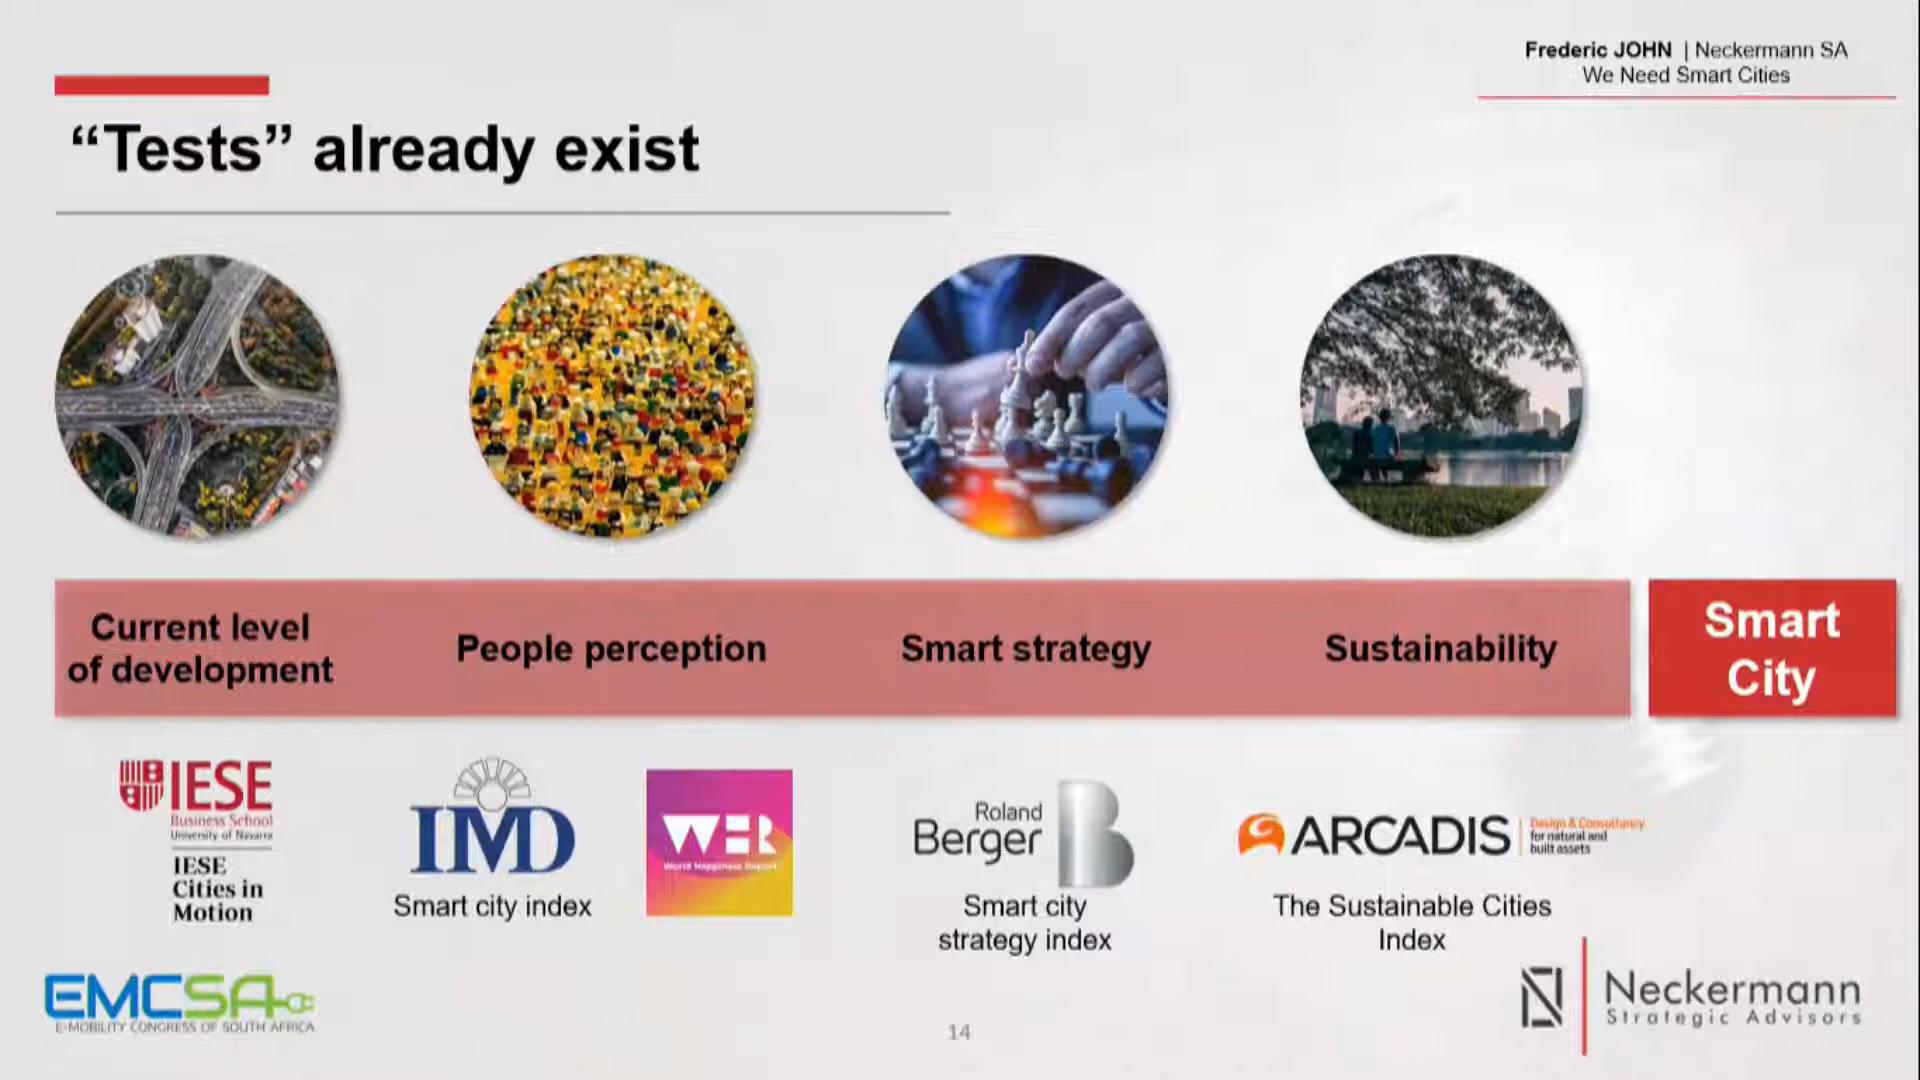 Frederic JOHN | Neckermann SA
We Need Smart Cities
“Tests” already exist
Current level
of development
People perception
Smart strategy
Sustainability
Smart
City
IESE
Business School
University of Navarra
IESE
Cities in
Motion
IMD
Smart city index
WHR
World Happiness Report
Roland
Berger
B
Smart city
strategy index
ARCADIS
Design & Consultancy
for natural and
built assets
The Sustainable Cities
Index
EMCSA
E-MOBILITY CONGRESS OF SOUTH AFRICA
14
Neckermann
Strategic Advisors